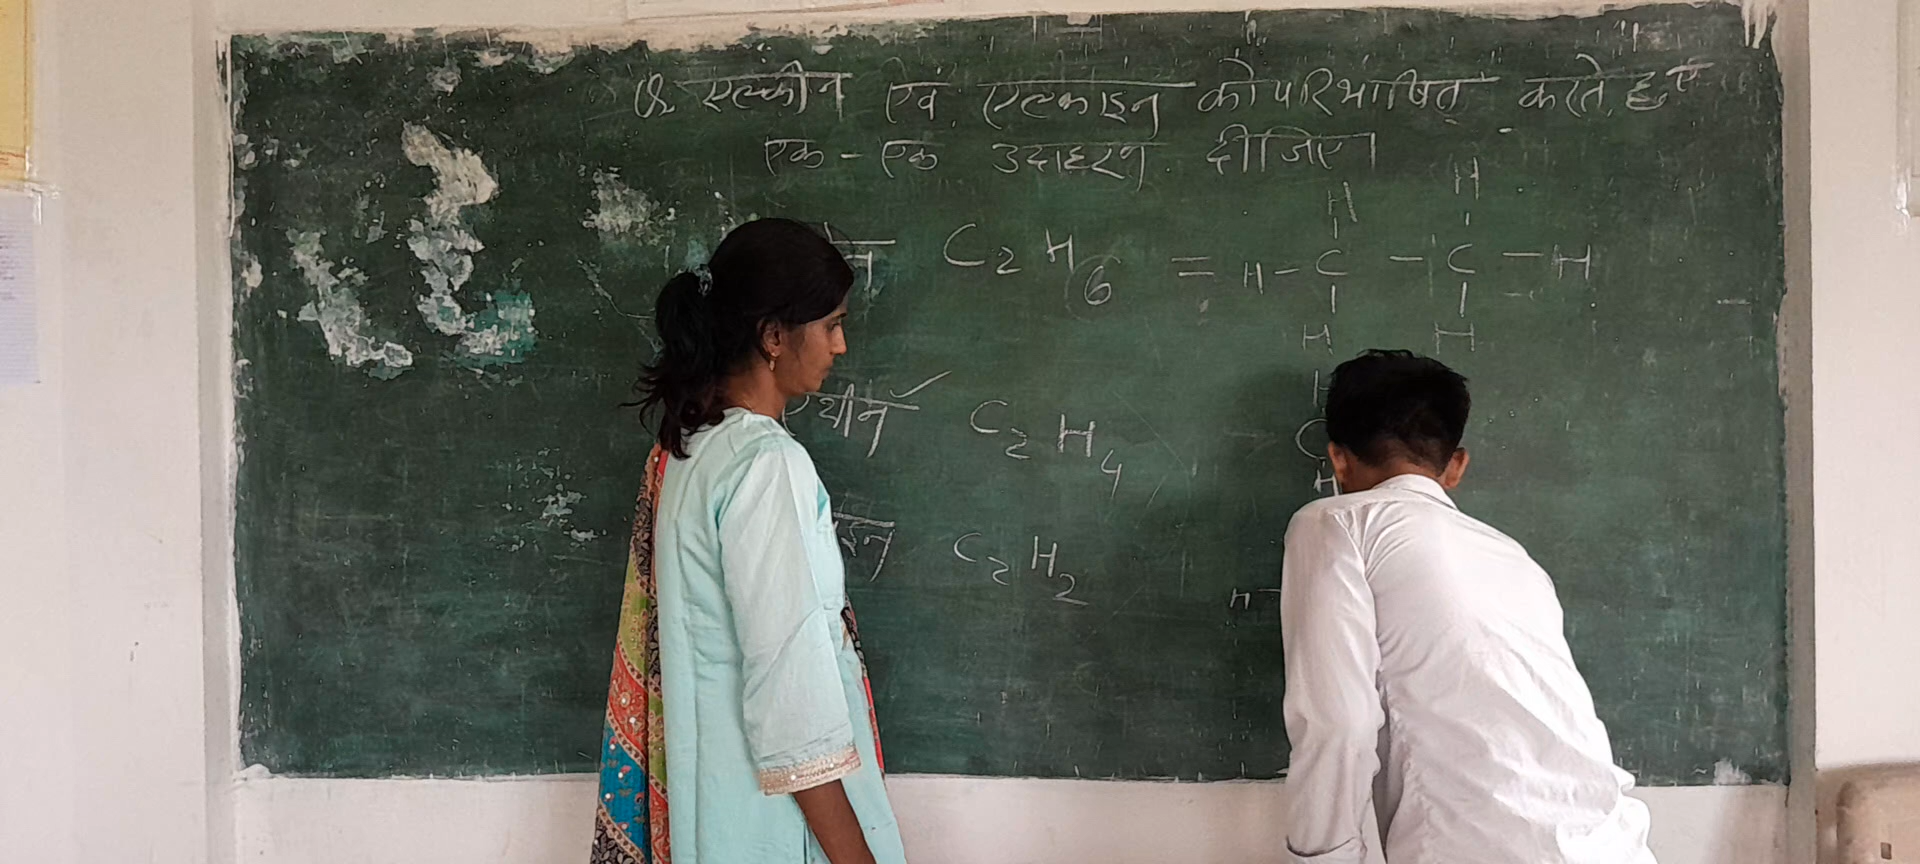 Q. एल्कीन एवं एल्काइन को परिभाषित करते हुए
एक - एक उदाहरण दीजिए।
H H
C2H6 = H - C - C - H
H H
एथीन C2H4
H
C
H
C2H2 H -